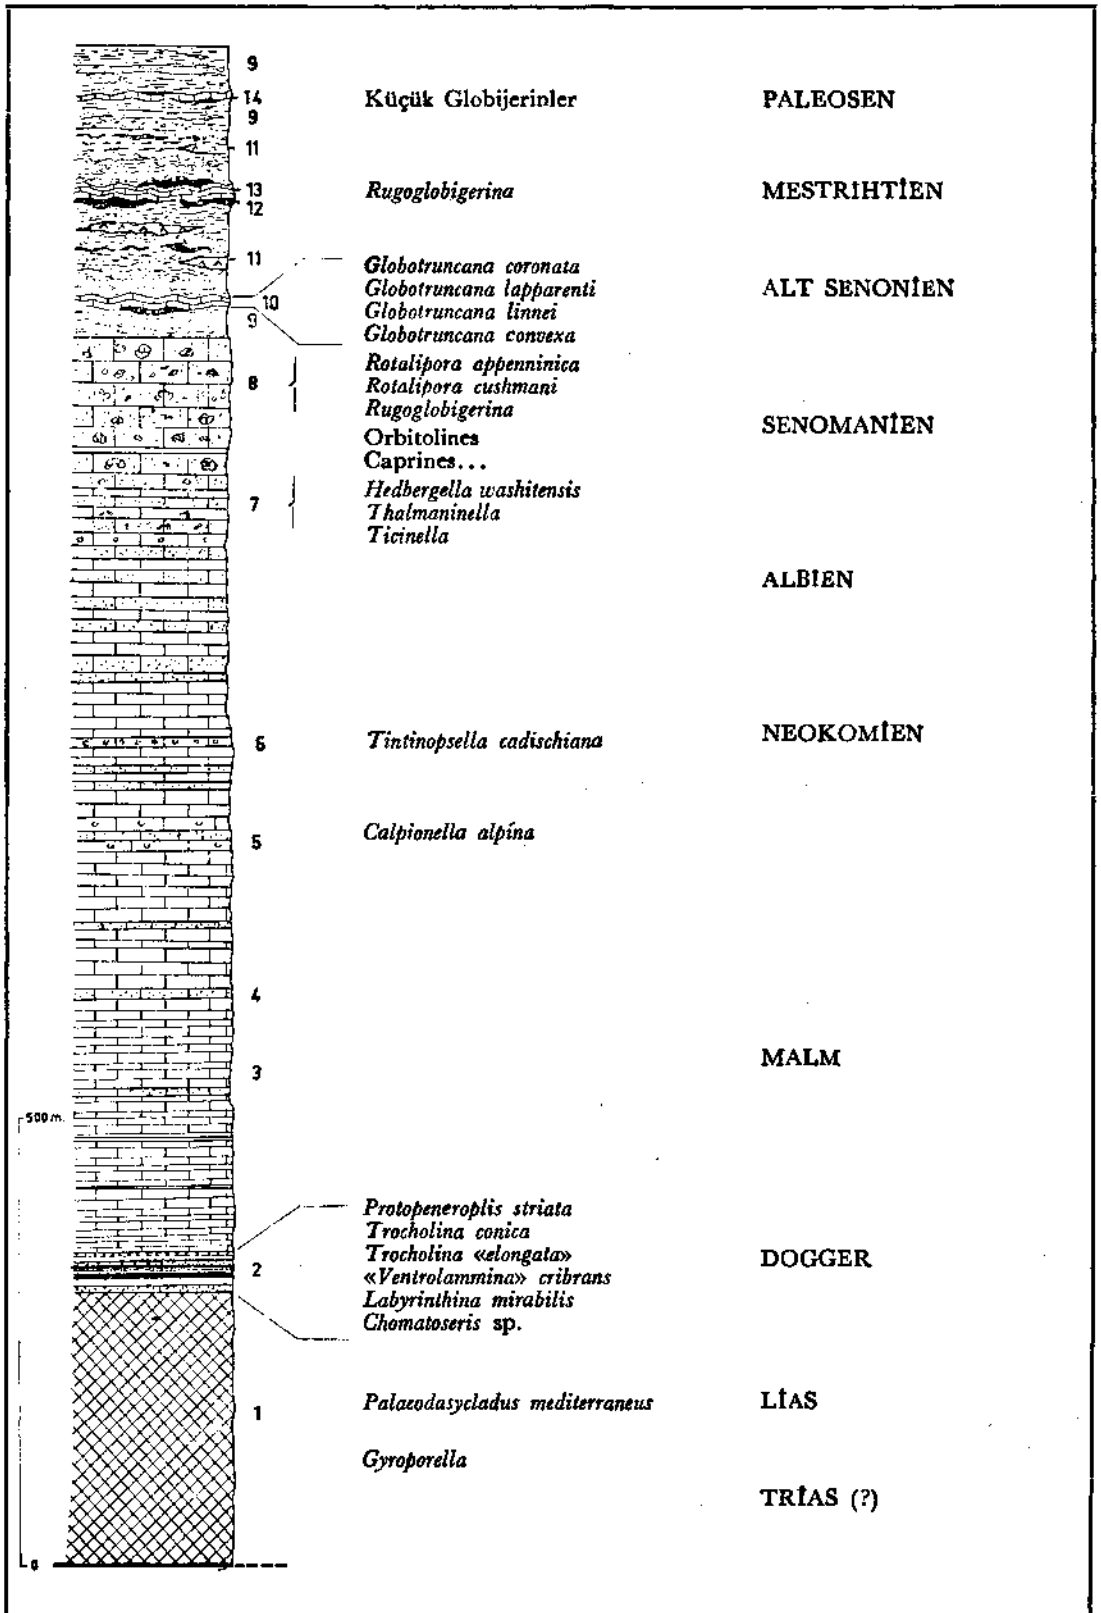 9
14 Küçük Globijerinler PALEOSEN
9
11
13 Rugoglobigerina MESTRIHTİEN
12
11
Globotruncana coronata
Globotruncana lapparenti ALT SENONİEN
10 Globotruncana linnei
9 Globotruncana convexa
Rotalipora appenninica
8 Rotalipora cushmani
Rugoglobigerina
SENOMANİEN
Orbitolines
Caprines...
Hedbergella washitensis
7 Thalmaninella
Ticinella
ALBİEN
6 Tintinopsella cadischiana NEOKOMİEN
5 Calpionella alpína
4
3 MALM
500 m.
Protopeneroplis striata
Trocholina conica
Trocholina «elongata» DOGGER
2 «Ventrolammina» cribrans
Labyrinthina mirabilis
Chomatoseris sp.
1 Palaeodasycladus mediterraneus LİAS
Gyroporella
TRİAS (?)
0